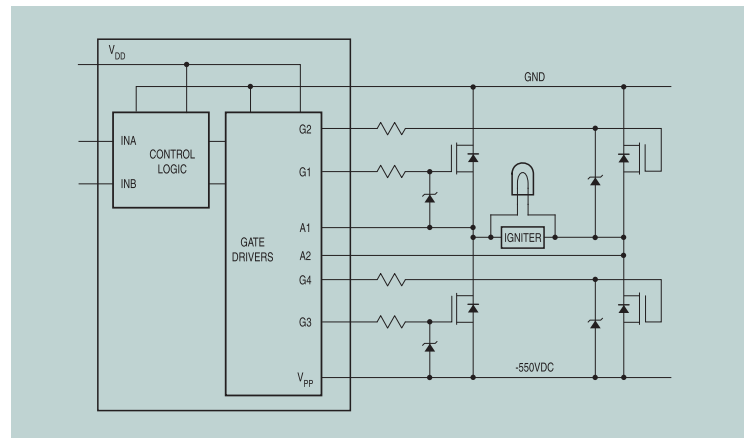 V_DD
GND
G2
INA
CONTROL
LOGIC
G1
INB
A1
IGNITER
GATE
DRIVERS
A2
G4
G3
-550VDC
V_PP